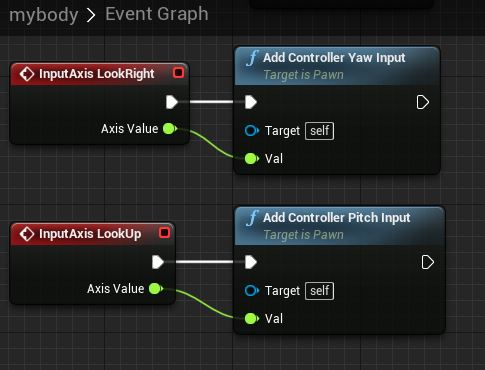 mybody > Event Graph
InputAxis LookRight
Axis Value
f Add Controller Yaw Input
Target is Pawn
Target self
Val
InputAxis LookUp
Axis Value
f Add Controller Pitch Input
Target is Pawn
Target self
Val